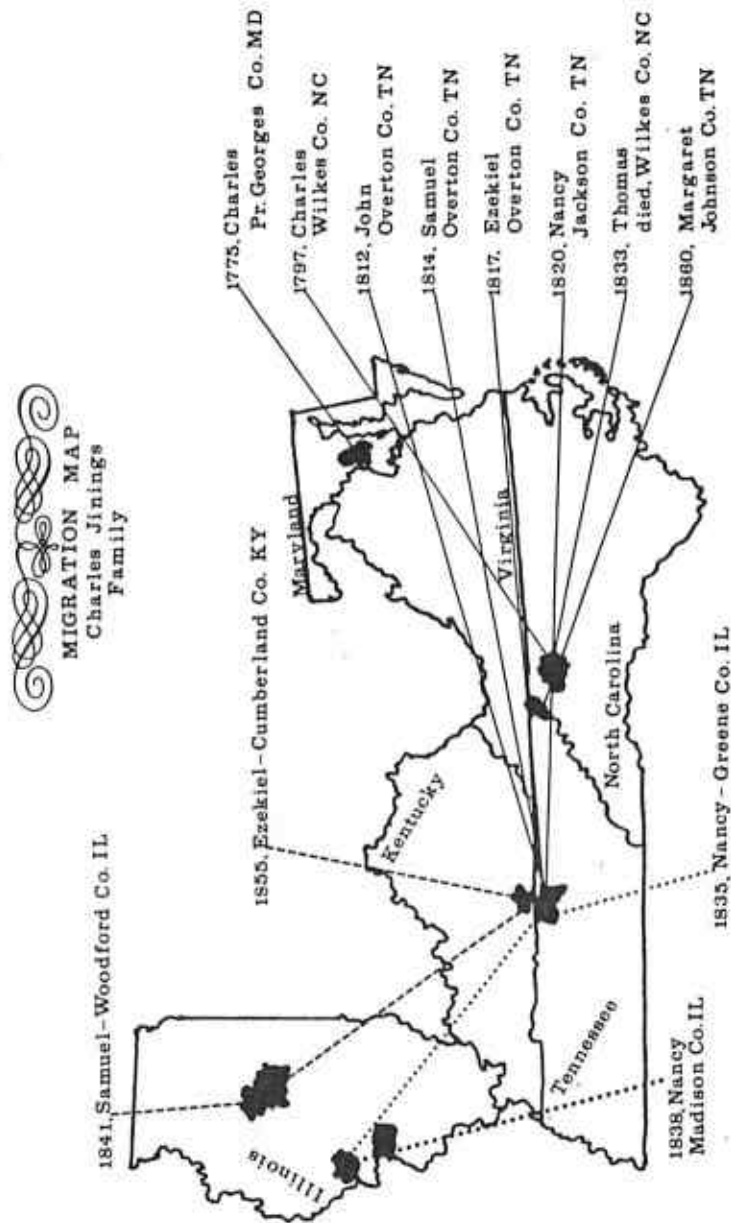 MIGRATION MAP
Charles Jinings
Family
1841, Samuel-Woodford Co. IL
1855, Ezekiel-Cumberland Co. KY
1775, Charles
Pr. Georges Co. MD
1797, Charles
Wilkes Co. NC
1812, John
Overton Co. TN
1814, Samuel
Overton Co. TN
1817, Ezekiel
Overton Co. TN
1820, Nancy
Jackson Co. TN
1833, Thomas
died, Wilkes Co. NC
1860, Margaret
Johnson Co. TN
Maryland
Virginia
Kentucky
North Carolina
Illinois
Tennessee
1838, Nancy
Madison Co. IL
1835, Nancy - Greene Co. IL